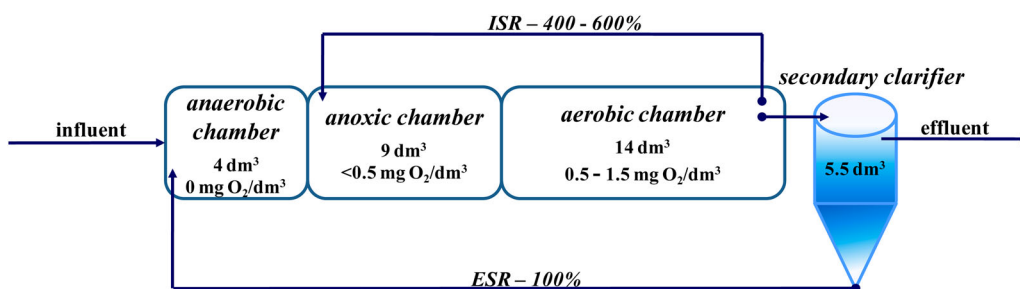 ISR – 400 - 600%
secondary clarifier
influent
anaerobic
chamber
4 dm³
0 mg O₂/dm³
anoxic chamber
9 dm³
<0.5 mg O₂/dm³
aerobic chamber
14 dm³
0.5 – 1.5 mg O₂/dm³
5.5 dm³
effluent
ESR – 100%